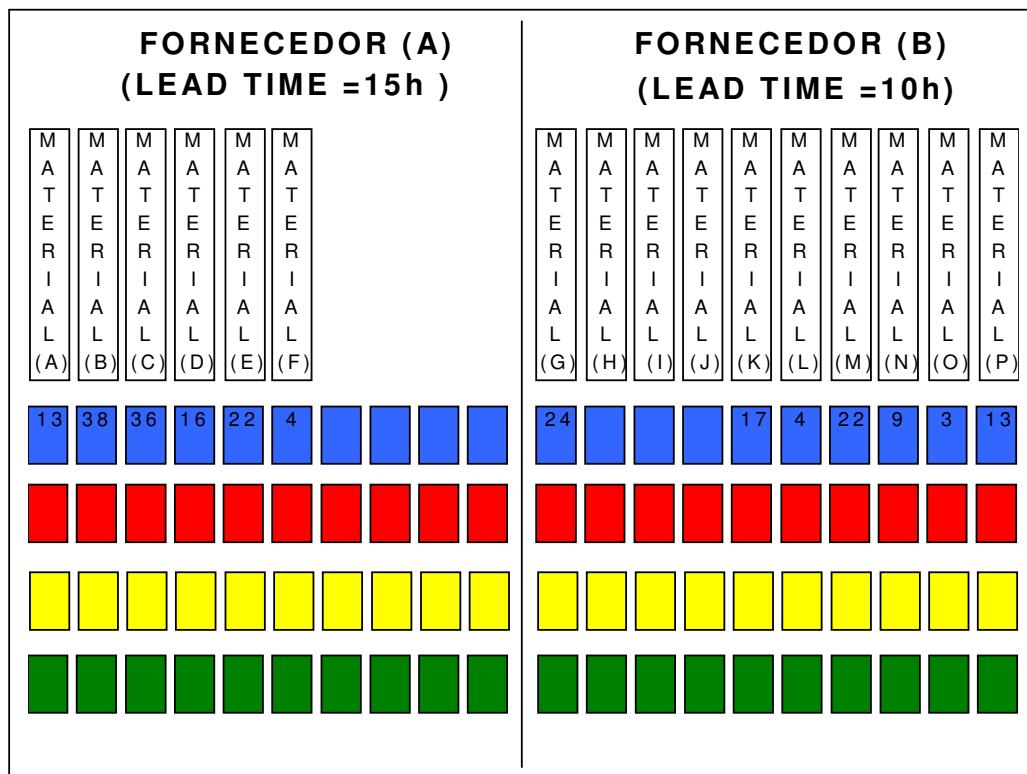 FORNECEDOR (A)
(LEAD TIME =15h )
MATERIAL (A)
MATERIAL (B)
MATERIAL (C)
MATERIAL (D)
MATERIAL (E)
MATERIAL (F)
13 38 36 16 22 4
FORNECEDOR (B)
(LEAD TIME =10h)
MATERIAL (G)
MATERIAL (H)
MATERIAL (I)
MATERIAL (J)
MATERIAL (K)
MATERIAL (L)
MATERIAL (M)
MATERIAL (N)
MATERIAL (O)
MATERIAL (P)
24 17 4 22 9 3 13